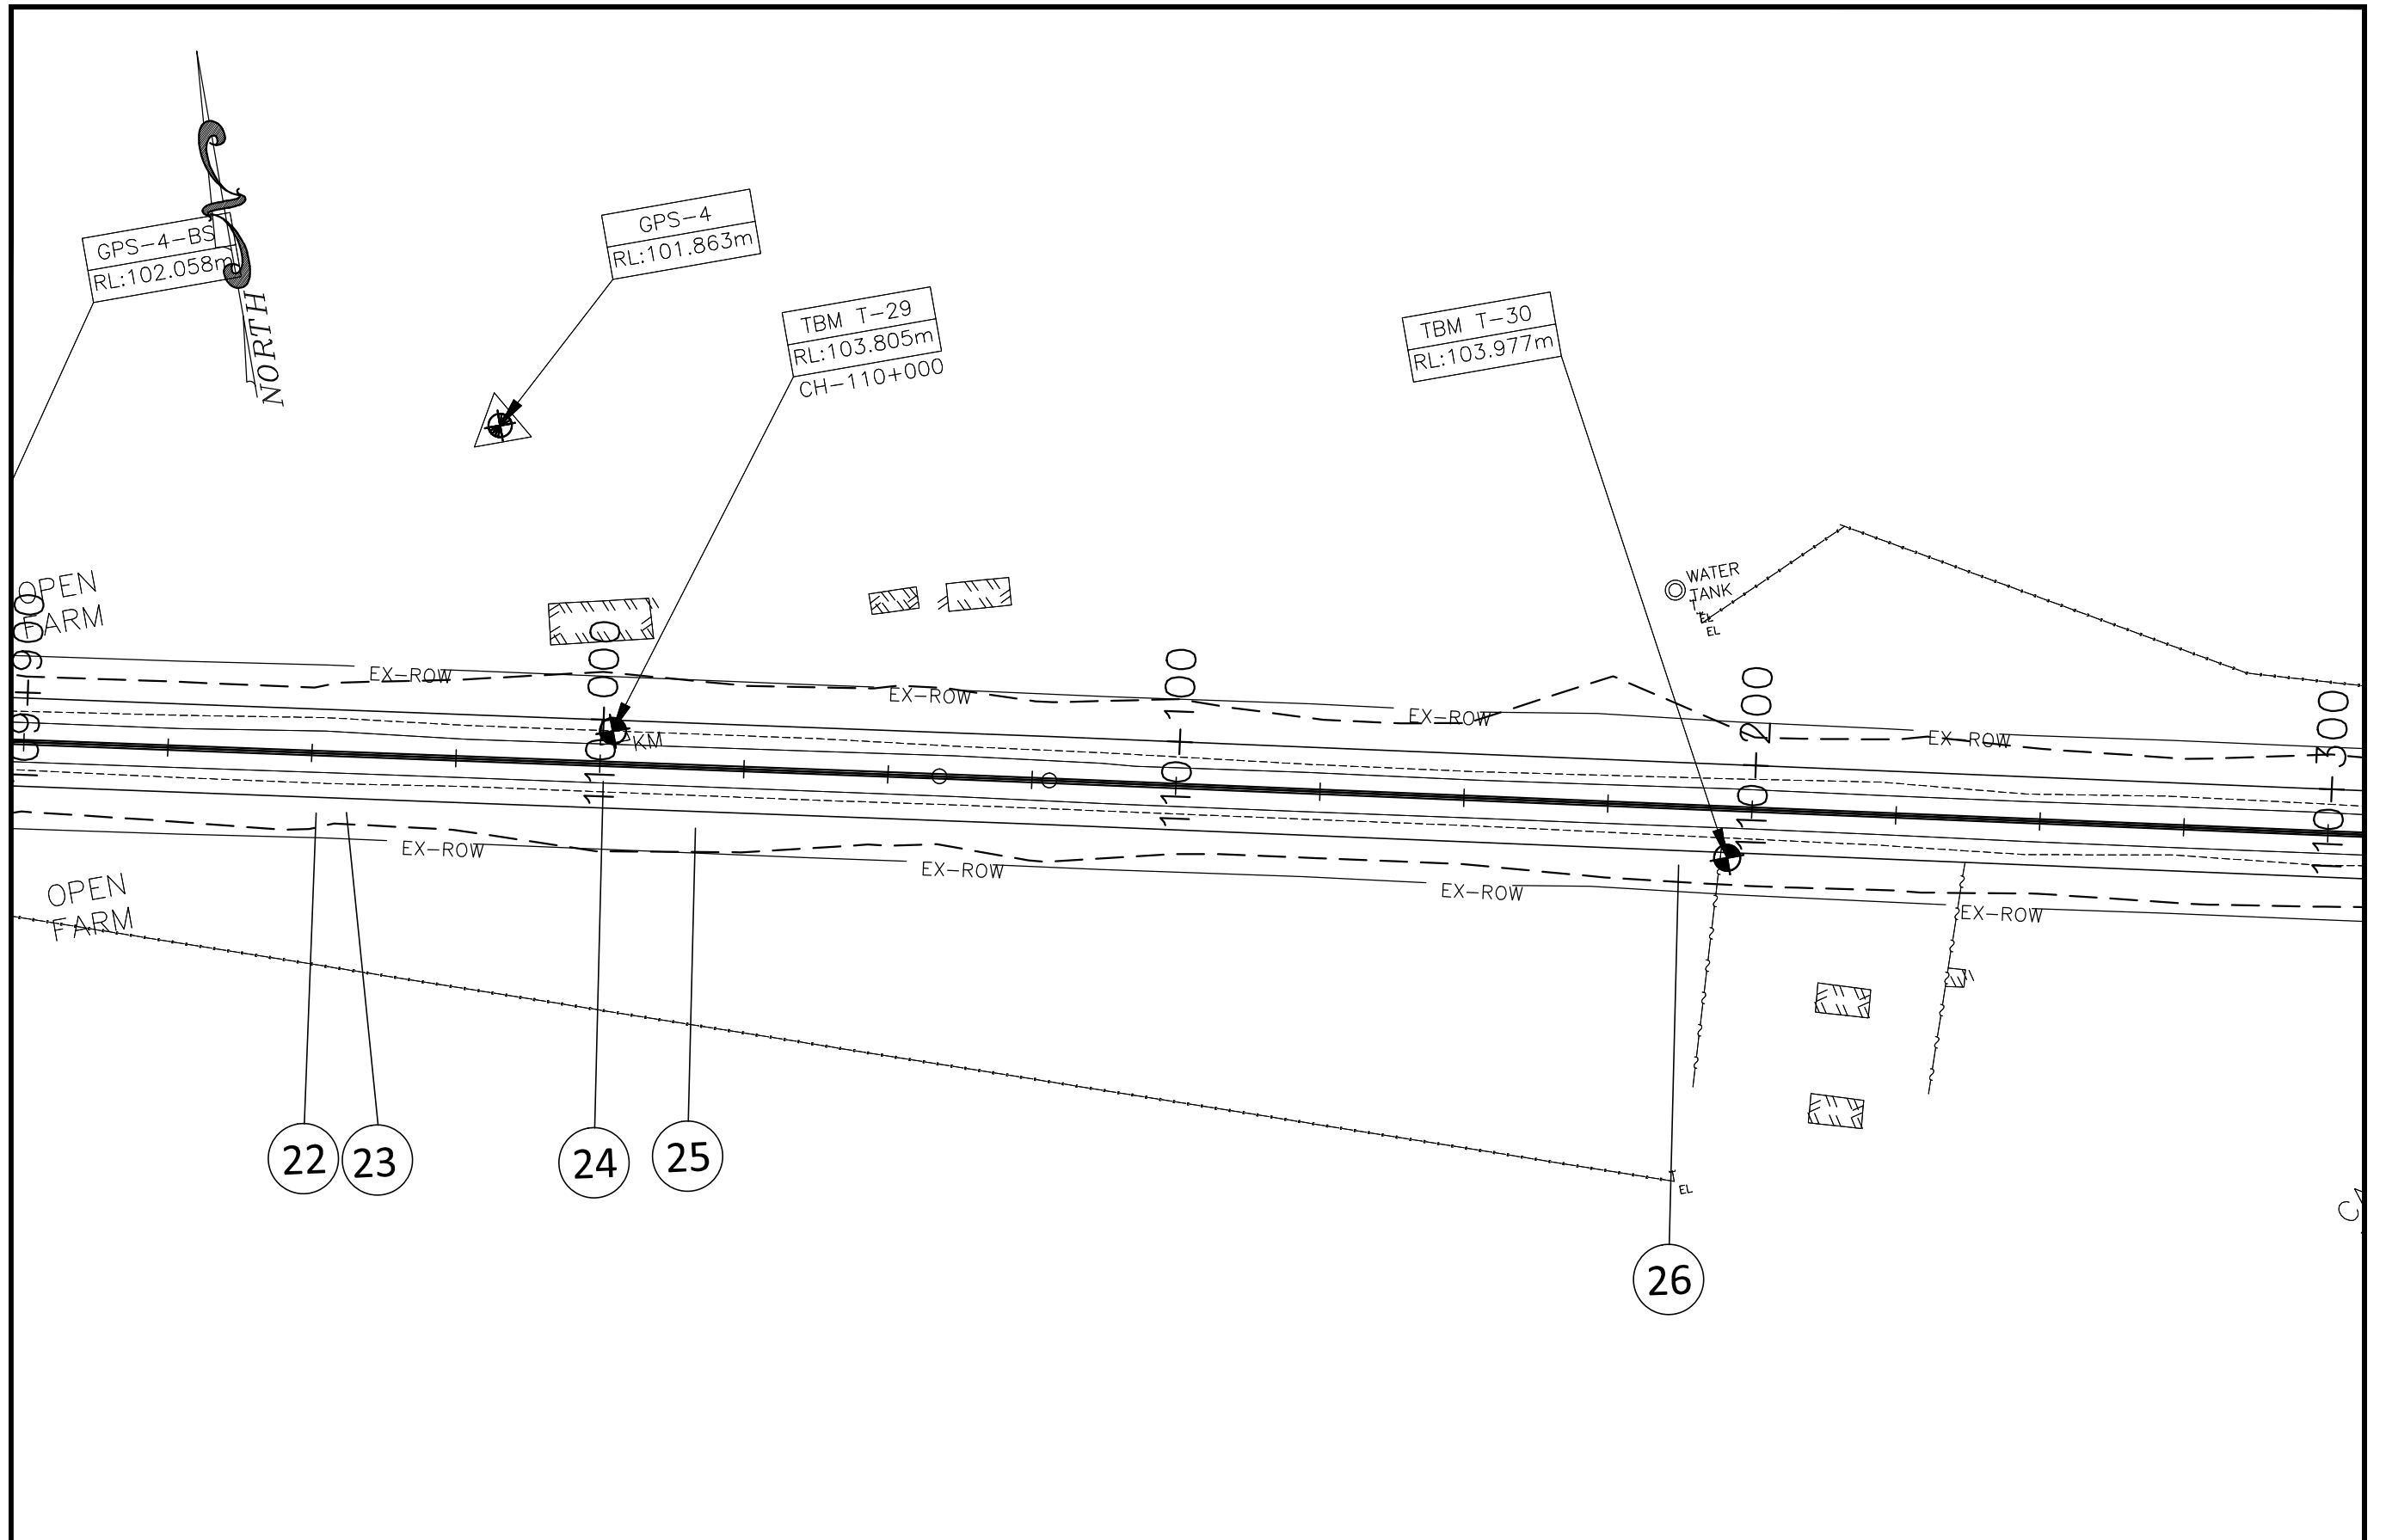 GPS-4-BS
RL:102.058m
NORTH
GPS-4
RL:101.863m
TBM T-29
RL:103.805m
CH-110+000
TBM T-30
RL:103.977m
WATER
TANK
EL
EL
OPEN
FARM
EX-ROW
EX-ROW
EX-ROW
EX-ROW
110+100
110+200
110+300
KM
EX-ROW
EX-ROW
EX-ROW
EX-ROW
OPEN
FARM
22
23
24
25
26
EL